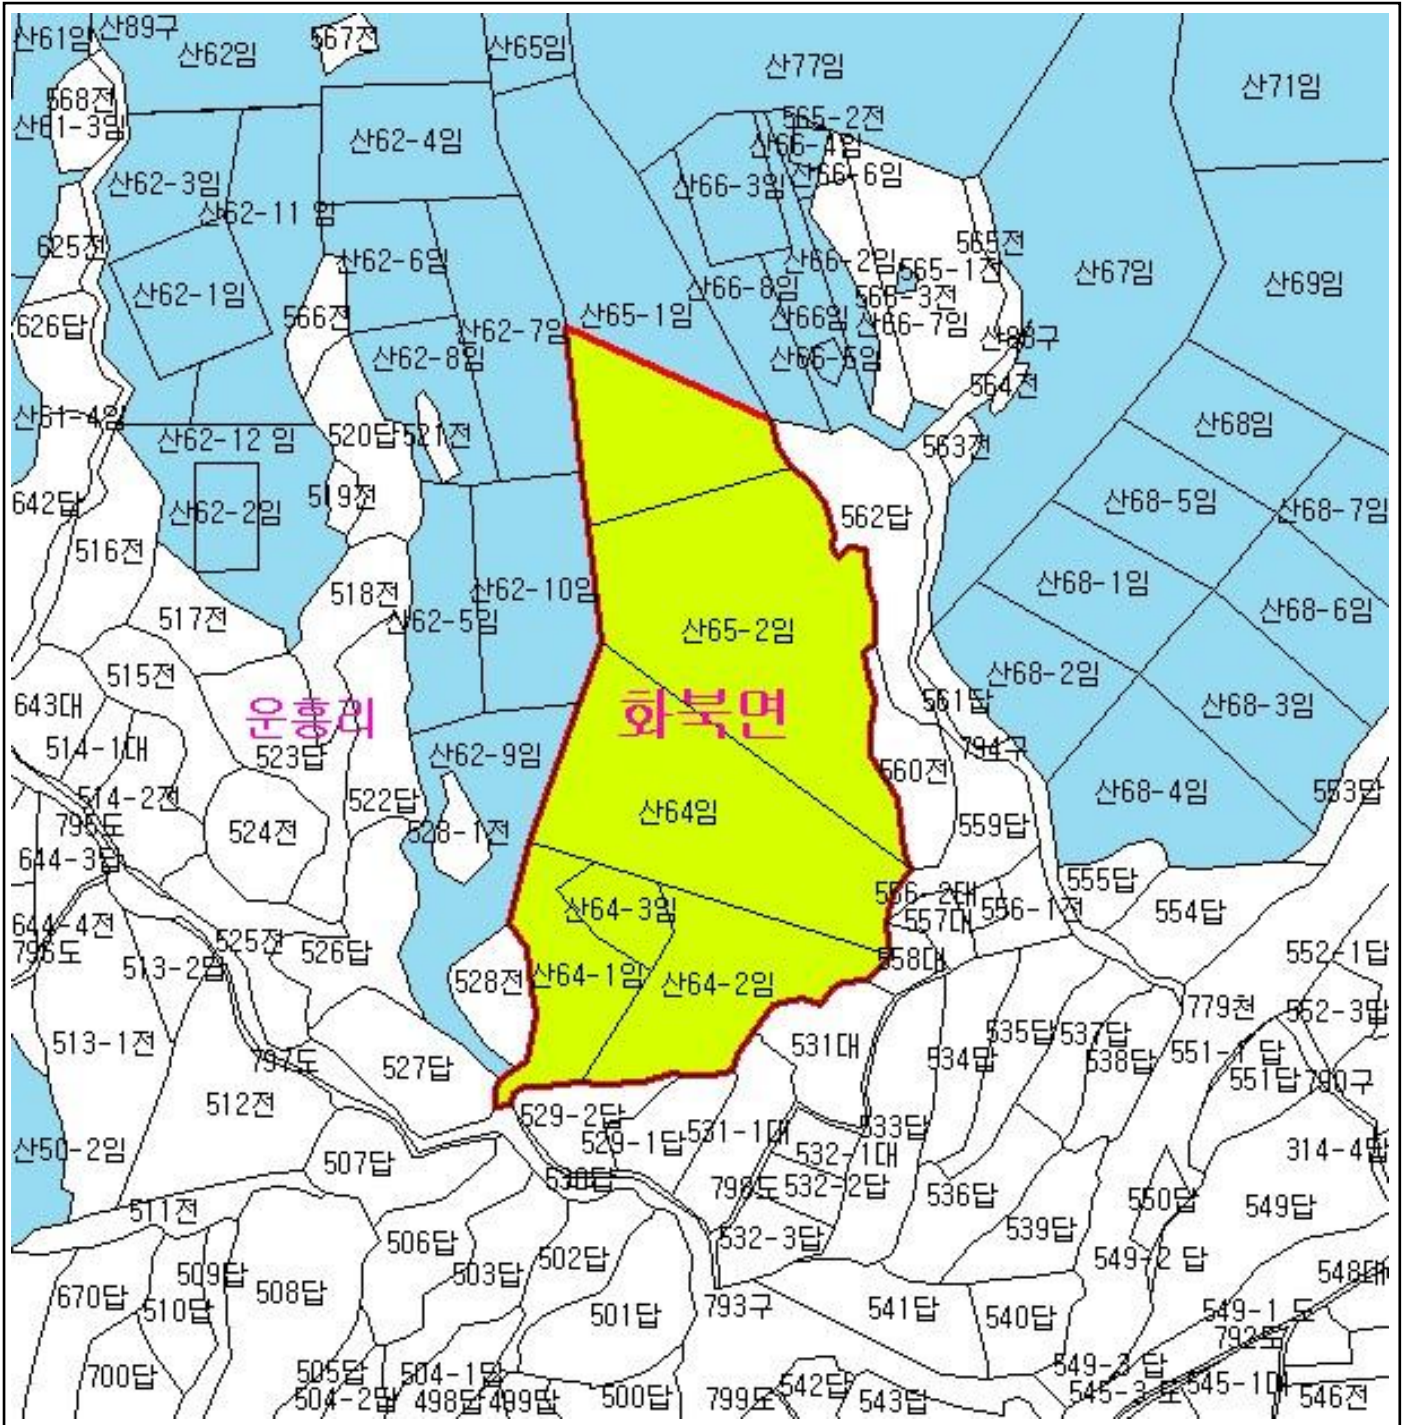 산61임
산89구
산62임
567전
산65임
산77임
산71임
568전
산61-3임
산62-4임
565-2전
산66-4임
산62-3임
산66-3임
산66-6임
산62-11 임
625전
산62-6임
산66-2임
565전
565-1전
산67임
산69임
산62-1임
산66-8임
566-3전
626답
566전
산62-7임
산65-1임
산66임
산66-7임
산88구
산62-8임
산66-5임
564전
산61-4임
산62-12 임
520답
521전
563전
산68임
642답
산62-2임
519전
562답
산68-5임
산68-7임
516전
518전
산62-10임
산68-1임
517전
산62-5임
산65-2임
산68-6임
515전
산68-2임
643대
운흥리
화북면
561답
산68-3임
514-1대
523답
산62-9임
794구
514-2전
522답
560전
산68-4임
553답
795도
524전
528-1전
산64임
559답
644-3답
556-2대
555답
644-4전
산64-3임
557대
556-1전
554답
796도
525전
526답
558대
552-1답
513-2답
528전
산64-1임
산64-2임
779천
552-3답
513-1전
797도
527답
531대
534답
535답
537답
538답
551-1 답
551답
790구
512전
529-2답
529-1답
531-1대
533답
산50-2임
507답
532-1대
314-4답
530답
798도
532-2답
536답
550답
549답
511전
506답
502답
532-3답
539답
549-2 답
509답
503답
548대
670답
510답
508답
501답
793구
541답
540답
549-1 도
792도
700답
505답
504-1답
549-3 답
504-2답
498답
499답
500답
799도
542답
543답
545-3 도
545-1대
546전